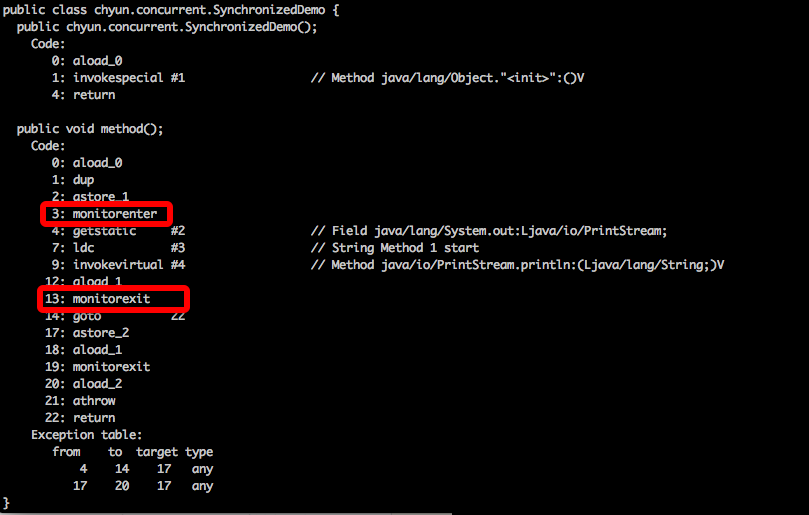 public class chyun.concurrent.SynchronizedDemo {
  public chyun.concurrent.SynchronizedDemo();
    Code:
       0: aload_0
       1: invokespecial #1                  // Method java/lang/Object."<init>":()V
       4: return

  public void method();
    Code:
       0: aload_0
       1: dup
       2: astore_1
       3: monitorenter
       4: getstatic     #2                  // Field java/lang/System.out:Ljava/io/PrintStream;
       7: ldc           #3                  // String Method 1 start
       9: invokevirtual #4                  // Method java/io/PrintStream.println:(Ljava/lang/String;)V
      12: aload_1
      13: monitorexit
      14: goto          22
      17: astore_2
      18: aload_1
      19: monitorexit
      20: aload_2
      21: athrow
      22: return
    Exception table:
       from    to  target type
           4    14    17   any
          17    20    17   any
}